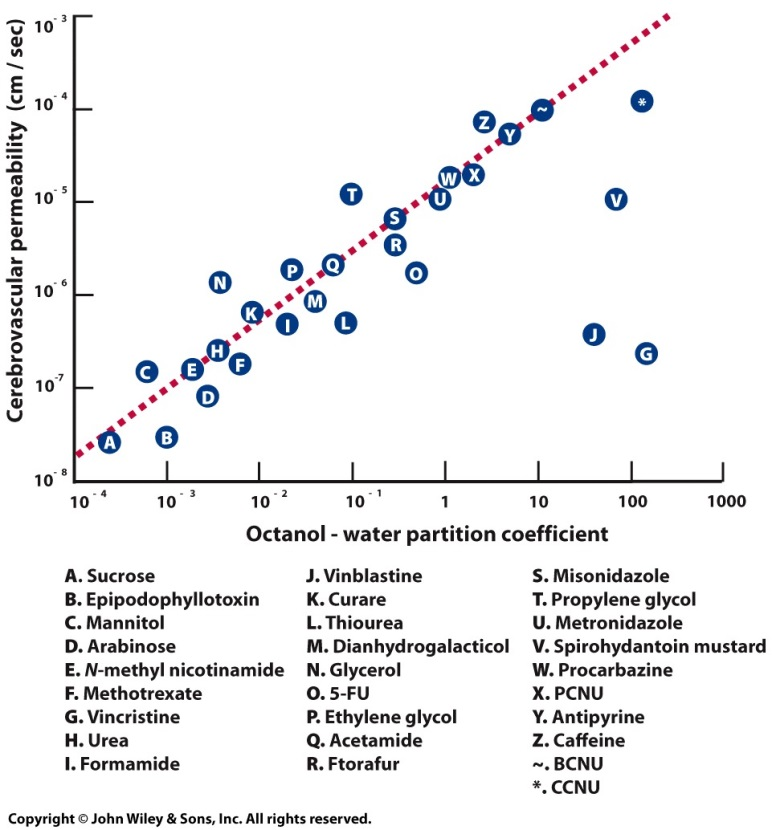 Cerebrovascular permeability (cm / sec)
10⁻³
10⁻⁴
10⁻⁵
10⁻⁶
10⁻⁷
10⁻⁸
*
~
Z
Y
V
W
X
U
T
S
R
O
Q
P
N
M
L
K
I
J
G
H
F
E
C
D
B
A
10⁻⁴ 10⁻³ 10⁻² 10⁻¹ 1 10 100 1000
Octanol - water partition coefficient
A. Sucrose
B. Epipodophyllotoxin
C. Mannitol
D. Arabinose
E. N-methyl nicotinamide
F. Methotrexate
G. Vincristine
H. Urea
I. Formamide
J. Vinblastine
K. Curare
L. Thiourea
M. Dianhydrogalacticol
N. Glycerol
O. 5-FU
P. Ethylene glycol
Q. Acetamide
R. Ftorafur
S. Misonidazole
T. Propylene glycol
U. Metronidazole
V. Spirohydantoin mustard
W. Procarbazine
X. PCNU
Y. Antipyrine
Z. Caffeine
~. BCNU
*. CCNU
Copyright © John Wiley & Sons, Inc. All rights reserved.